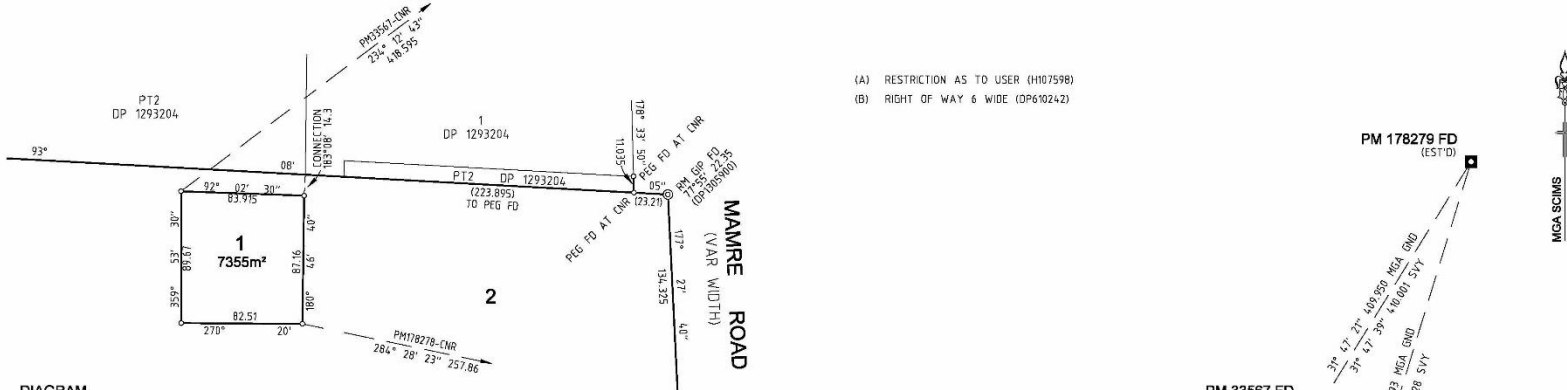 PM33567-CNR
234° 12' 43"
418.595
PT2
DP 1293204
183°08' 14.3
CONNECTION
1
DP 1293204
178° 33' 50"
11.035
PEG FD AT CNR
93°
08'
PT2 DP 1293204
05"
RM GIP FD
77°55' 22.35
(DP1305900)
(223.895)
TO PEG FD
(23.21)
PEG FD AT CNR
92° 02' 30"
83.915
359° 53' 30"
89.67
1
7355m²
180° 46' 40"
87.16
82.51
270° 20'
2
PM178278-CNR
284° 28' 23" 257.86
177° 27' 40"
134.325
MAMRE ROAD
(VAR WIDTH)
DIAGRAM
(A) RESTRICTION AS TO USER (H107598)
(B) RIGHT OF WAY 6 WIDE (DP610242)
PM 178279 FD
(EST'D)
MGA SCIMS
31° 47' 21" 409.950 MGA GND
31° 47' 39" 410.001 SVY
93 MGA GND
28 SVY
PM 33567 FD